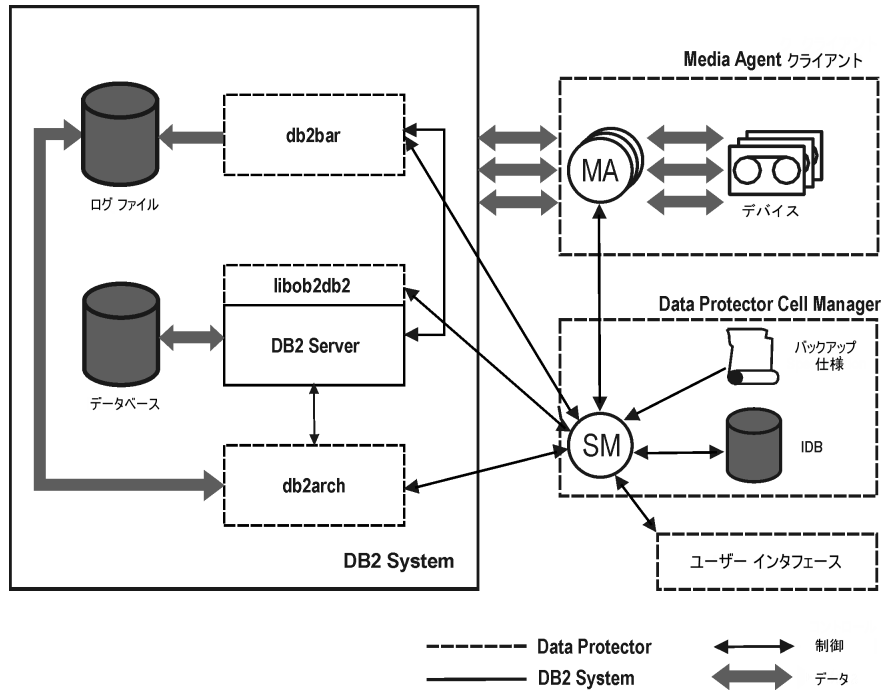 Media Agent クライアント
db2bar
MA
ログ ファイル
デバイス
libob2db2
Data Protector Cell Manager
DB2 Server
バックアップ
仕様
データベース
SM
IDB
db2arch
DB2 System
ユーザー インタフェース
Data Protector
制御
DB2 System
データ